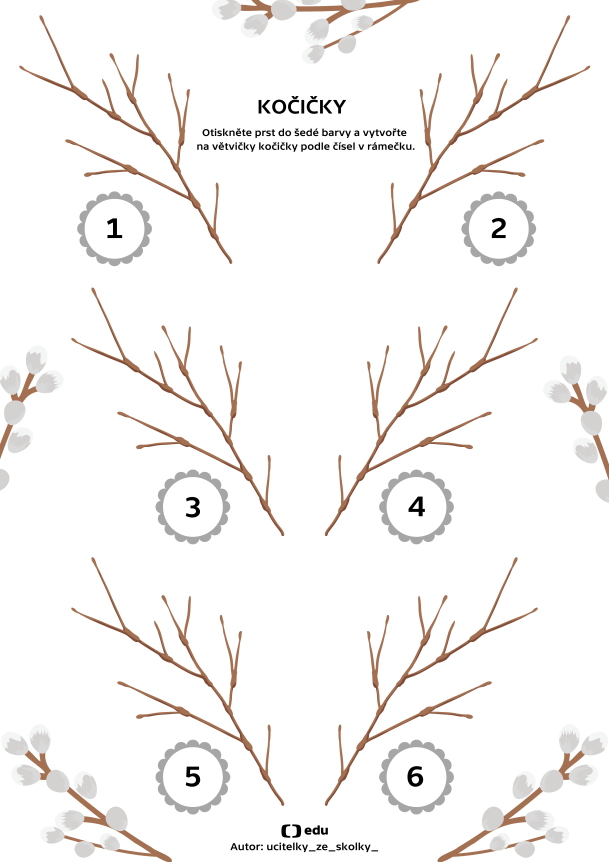 KOČIČKY
Otiskněte prst do šedé barvy a vytvořte
na větvičky kočičky podle čísel v rámečku.
1
2
3
4
5
6
edu
Autor: ucitelky_ze_skolky_